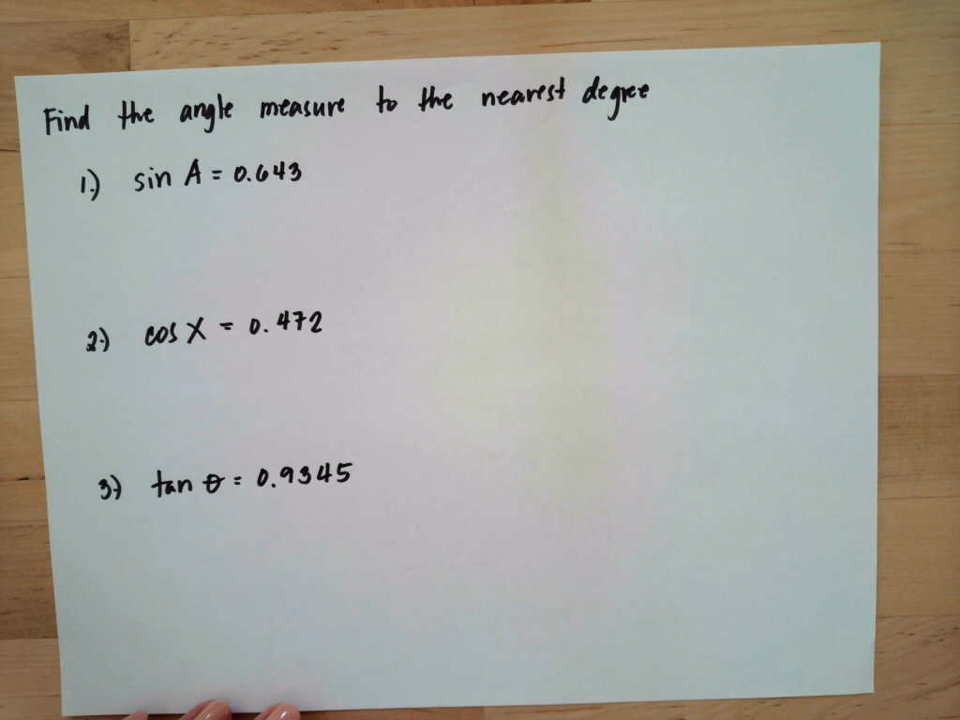 Find the angle measure to the nearest degree
1.) sin A = 0.643
2.) cos X = 0.472
3.) tan θ = 0.9345